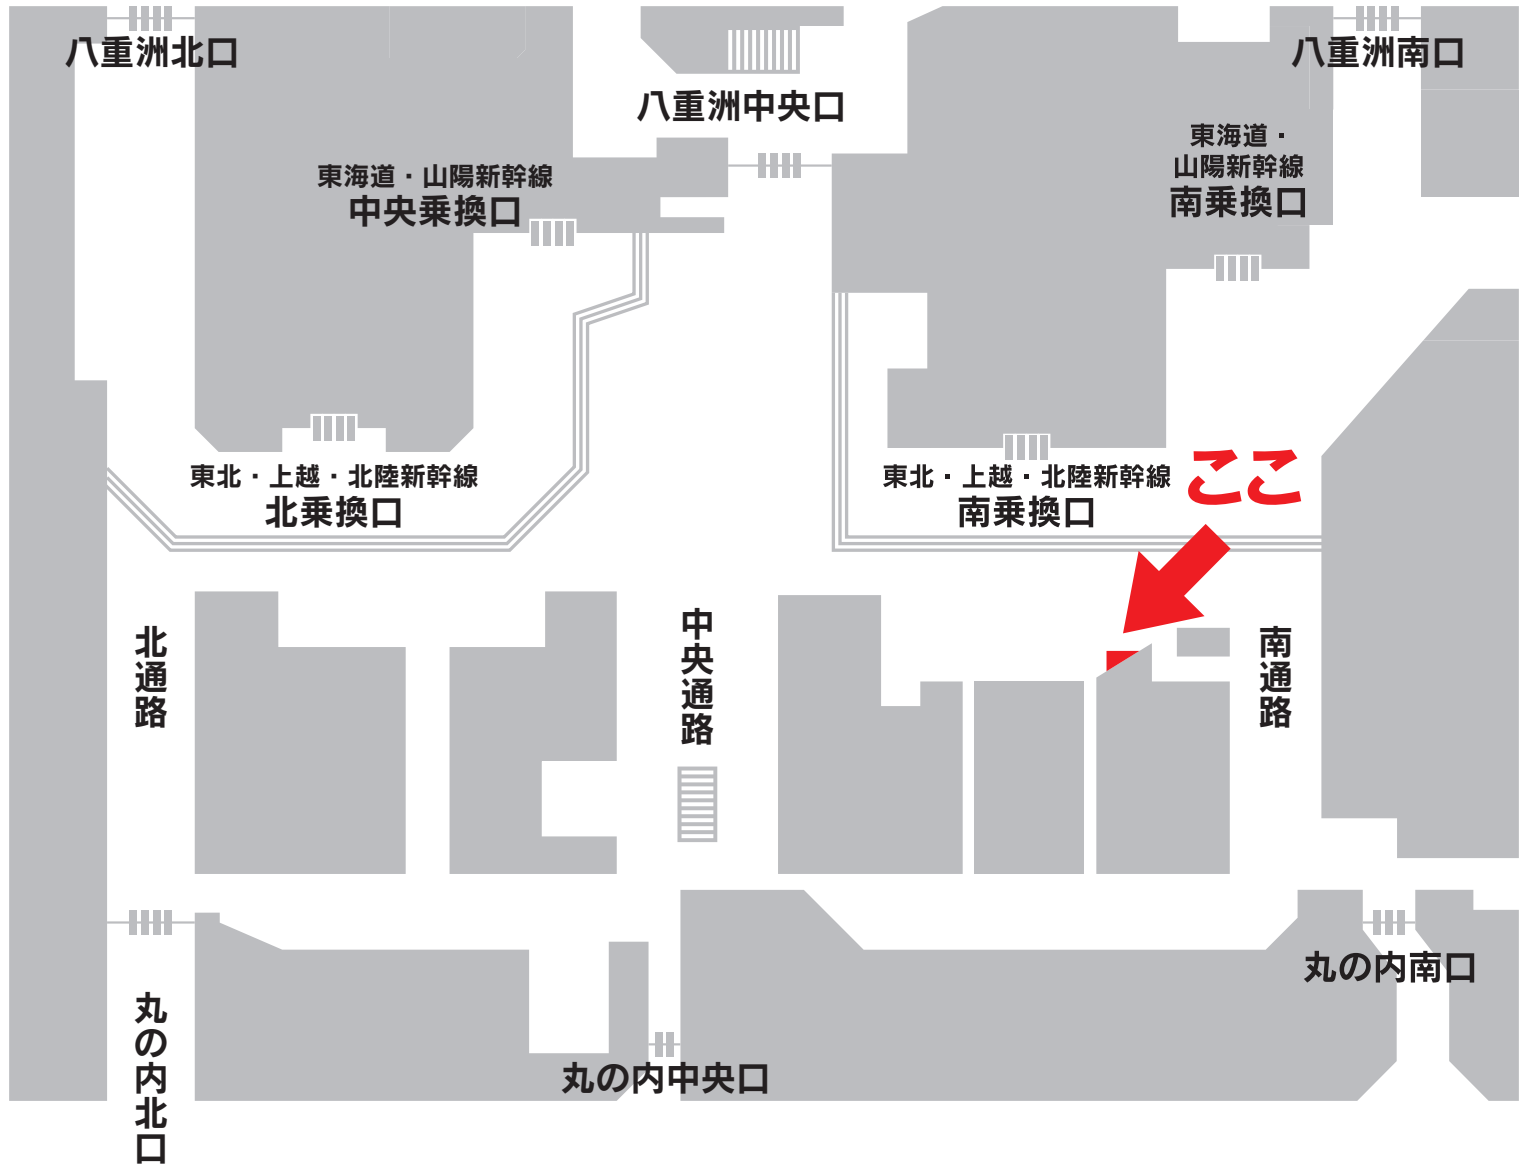 八重洲北口
八重洲中央口
八重洲南口
東海道・山陽新幹線
中央乗換口
東海道・
山陽新幹線
南乗換口
東北・上越・北陸新幹線
北乗換口
東北・上越・北陸新幹線
南乗換口
ここ
北通路
中央通路
南通路
丸の内北口
丸の内中央口
丸の内南口